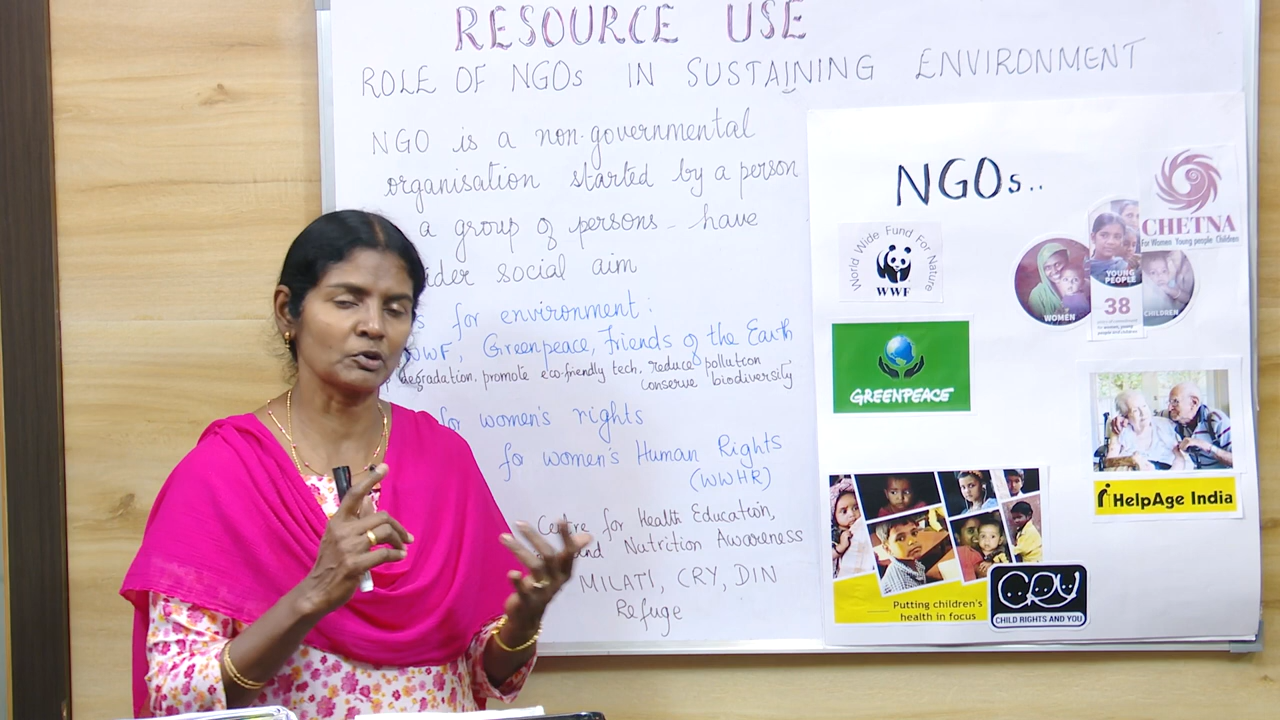 RESOURCE USE
ROLE OF NGOs IN SUSTAINING ENVIRONMENT
NGO is a non-governmental
organisation started by a person
a group of persons - have
social aim
for environment:
WWF, Greenpeace, Friends of the Earth
degradation, promote eco-friendly tech, reduce pollution
conserve biodiversity
for women's rights
for women's Human Rights
(WWHR)
Centre for Health Education,
and Nutrition Awareness
MILATI, CRY, DIN
Refuge
NGOs..
World Wide Fund For Nature
WWF
CHETNA
For Women Young people Children
WOMEN
YOUNG PEOPLE
38
CHILDREN
GREENPEACE
HelpAge India
Putting children's
health in focus
CRY
CHILD RIGHTS AND YOU